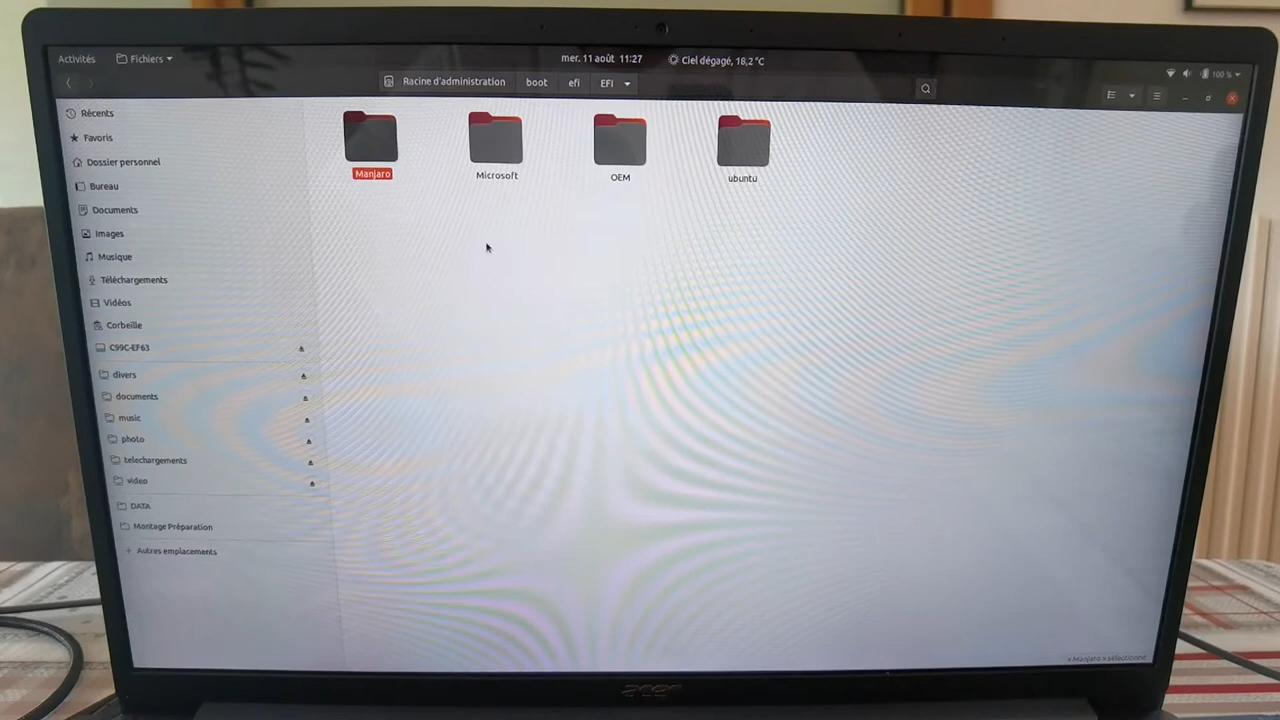 Activités
Fichiers
mer. 11 août 11:27
Ciel dégagé, 18,2 °C
100 %
Racine d'administration
boot
efi
EFI
Récents
Favoris
Dossier personnel
Bureau
Documents
Images
Musique
Téléchargements
Vidéos
Corbeille
C99C-EF63
divers
documents
music
photo
telechargements
video
DATA
Montage Préparation
+ Autres emplacements
Manjaro
Microsoft
OEM
ubuntu
« Manjaro » sélectionné
acer